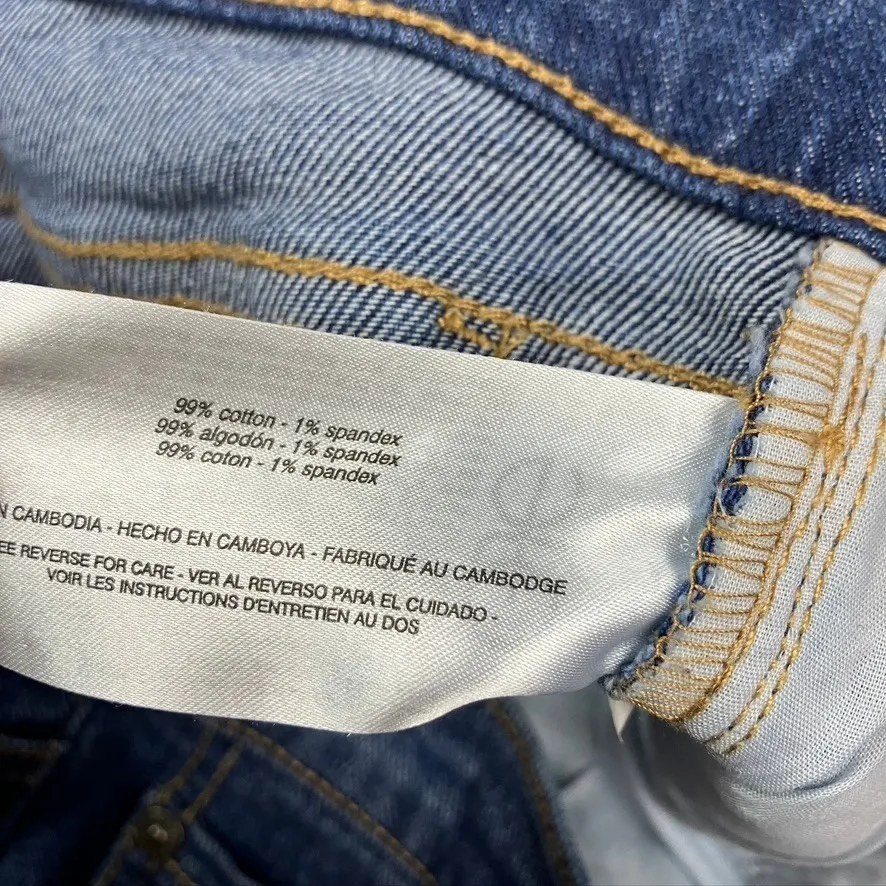 99% cotton - 1% spandex
99% algodón - 1% spandex
99% coton - 1% spandex
N CAMBODIA - HECHO EN CAMBOYA - FABRIQUÉ AU CAMBODGE
EE REVERSE FOR CARE - VER AL REVERSO PARA EL CUIDADO -
VOIR LES INSTRUCTIONS D'ENTRETIEN AU DOS